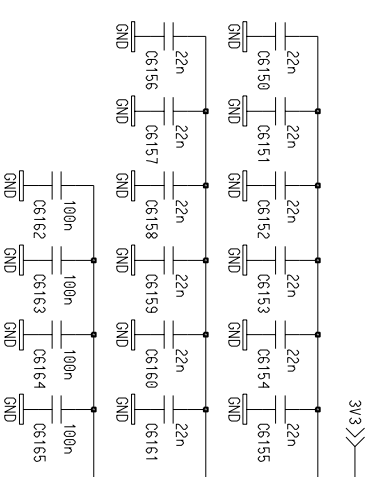 GND
C6156
22n
GND
C6150
22n
GND
C6157
22n
GND
C6151
22n
GND
C6162
100n
GND
C6158
22n
GND
C6152
22n
GND
C6163
100n
GND
C6159
22n
GND
C6153
22n
GND
C6164
100n
GND
C6160
22n
GND
C6154
22n
GND
C6165
100n
GND
C6161
22n
GND
C6155
22n
3V3